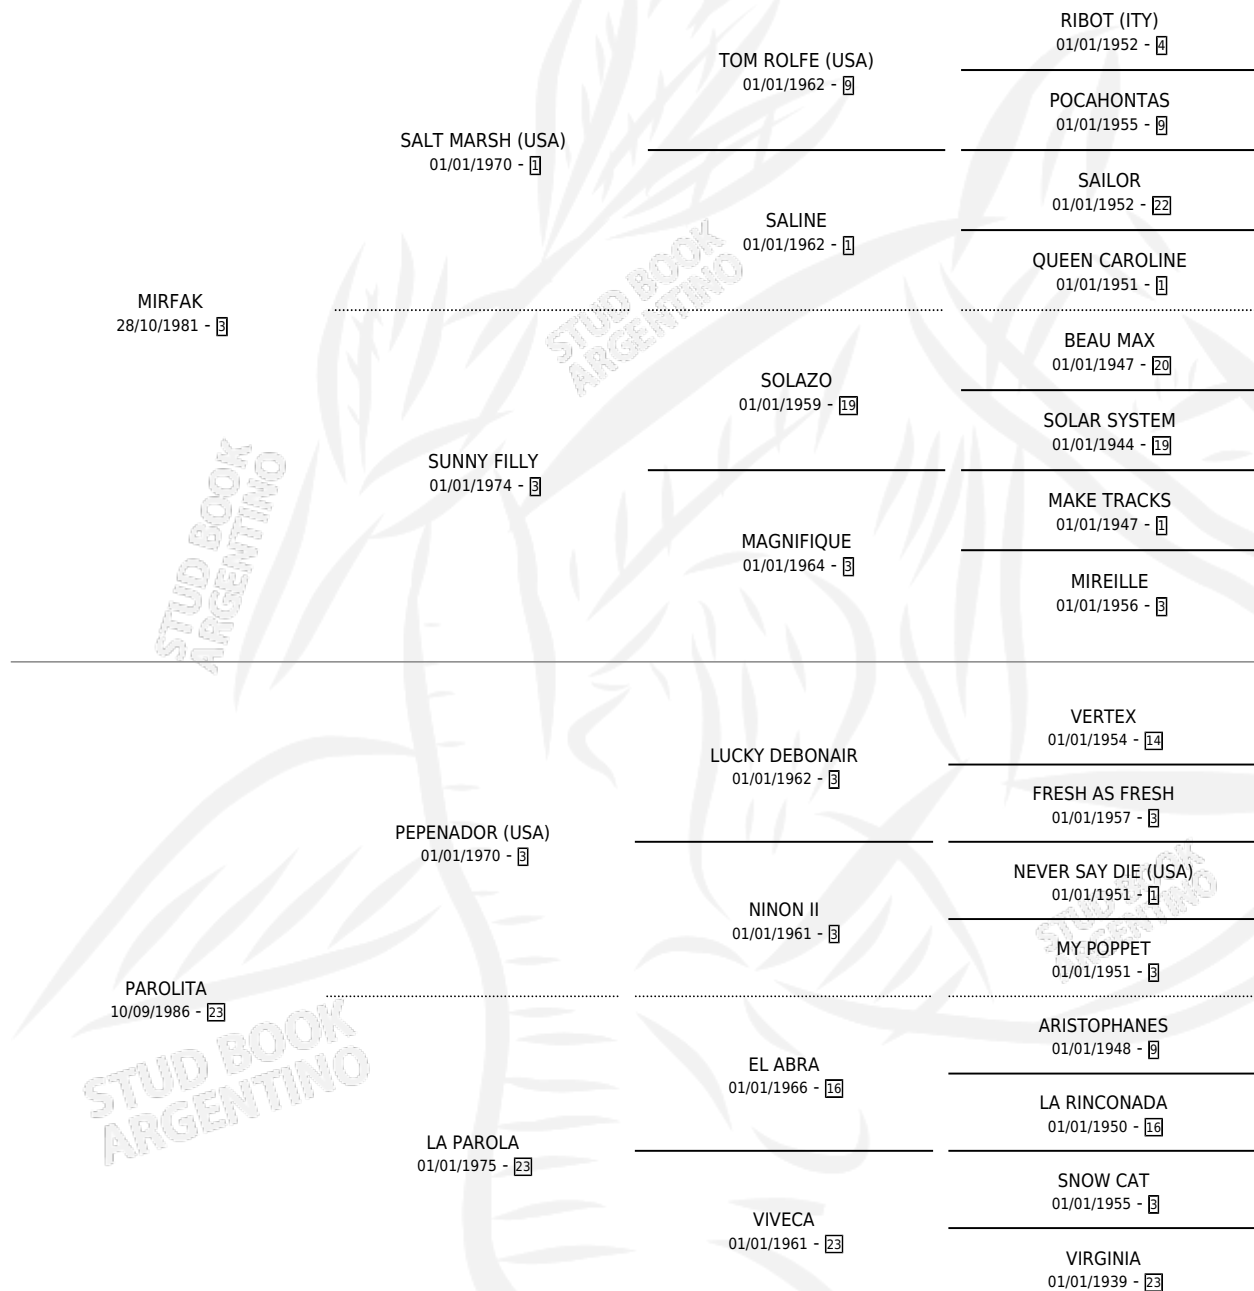 RIBOT (ITY)
01/01/1952 - 4
TOM ROLFE (USA)
01/01/1962 - 9
POCAHONTAS
01/01/1955 - 9
SALT MARSH (USA)
01/01/1970 - 1
SAILOR
01/01/1952 - 22
SALINE
01/01/1962 - 1
QUEEN CAROLINE
01/01/1951 - 1
MIRFAK
28/10/1981 - 3
BEAU MAX
01/01/1947 - 20
SOLAZO
01/01/1959 - 19
SOLAR SYSTEM
01/01/1944 - 19
SUNNY FILLY
01/01/1974 - 3
MAKE TRACKS
01/01/1947 - 1
MAGNIFIQUE
01/01/1964 - 3
MIREILLE
01/01/1956 - 3
VERTEX
01/01/1954 - 14
LUCKY DEBONAIR
01/01/1962 - 3
FRESH AS FRESH
01/01/1957 - 3
PEPENADOR (USA)
01/01/1970 - 3
NEVER SAY DIE (USA)
01/01/1951 - 1
NINON II
01/01/1961 - 3
MY POPPET
01/01/1951 - 3
PAROLITA
10/09/1986 - 23
ARISTOPHANES
01/01/1948 - 9
EL ABRA
01/01/1966 - 16
LA RINCONADA
01/01/1950 - 16
LA PAROLA
01/01/1975 - 23
SNOW CAT
01/01/1955 - 3
VIVECA
01/01/1961 - 23
VIRGINIA
01/01/1939 - 23
STUD BOOK
ARGENTINO
STUD BOOK
ARGENTINO
STUD BOOK
ARGENTINO
STUD BOOK
ARGENTINO